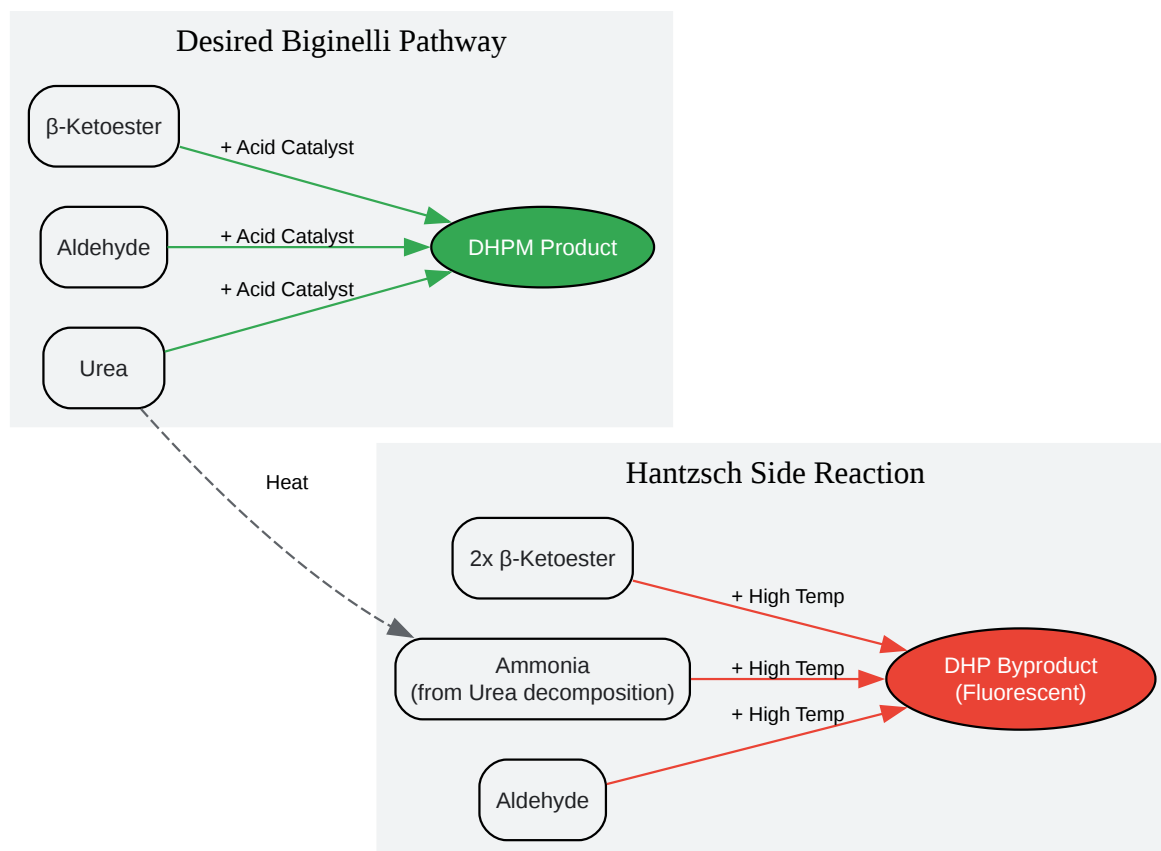 Desired Biginelli Pathway
β-Ketoester
+ Acid Catalyst
Aldehyde
+ Acid Catalyst
DHPM Product
+ Acid Catalyst
Urea
Heat
Hantzsch Side Reaction
2x β-Ketoester
+ High Temp
Ammonia
(from Urea decomposition)
+ High Temp
DHP Byproduct
(Fluorescent)
+ High Temp
Aldehyde